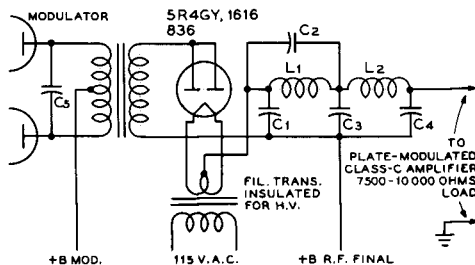 MODULATOR
5R4GY, 1616
836
C2
L1
L2
C5
C1
C3
C4
TO
PLATE-MODULATED
CLASS-C AMPLIFIER
7500-10 000 OHMS
LOAD
FIL. TRANS.
INSULATED
FOR H.V.
+B MOD.
115 V.A.C.
+B R.F. FINAL